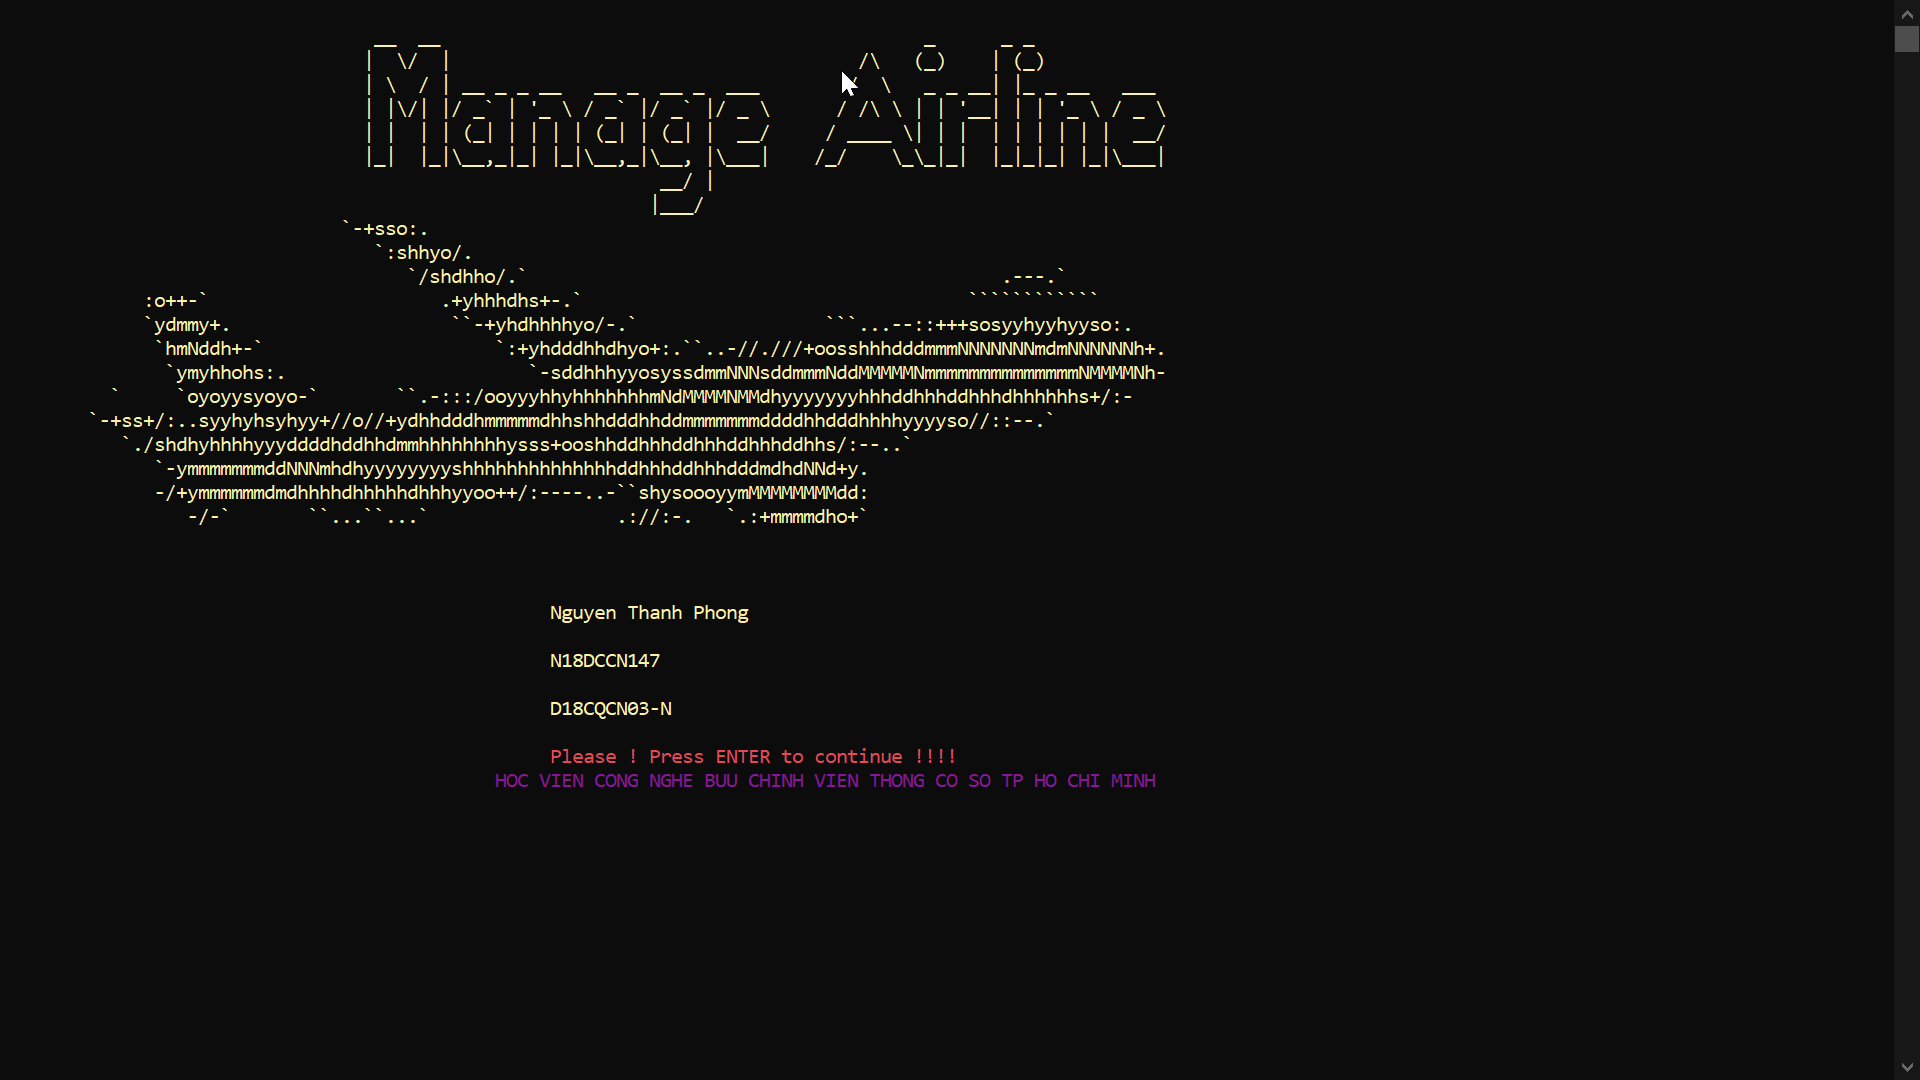 Manage Airline
Nguyen Thanh Phong
N18DCCN147
D18CQCN03-N
Please ! Press ENTER to continue !!!!
HOC VIEN CONG NGHE BUU CHINH VIEN THONG CO SO TP HO CHI MINH